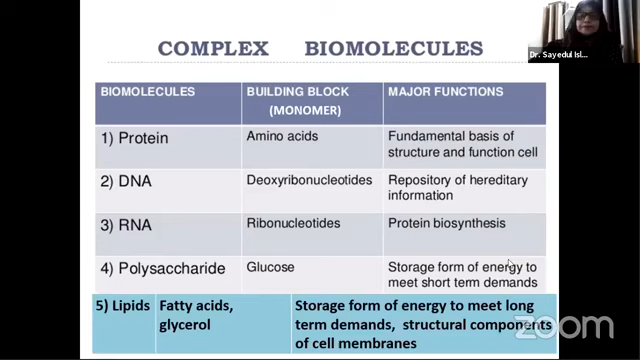 COMPLEX BIOMOLECULES
Dr. Sayedul Isl...
BIOMOLECULES
BUILDING BLOCK
(MONOMER)
MAJOR FUNCTIONS
1) Protein
Amino acids
Fundamental basis of
structure and function cell
2) DNA
Deoxyribonucleotides
Repository of hereditary
information
3) RNA
Ribonucleotides
Protein biosynthesis
4) Polysaccharide
Glucose
Storage form of energy to
meet short term demands
5) Lipids
Fatty acids,
glycerol
Storage form of energy to meet long
term demands, structural components
of cell membranes
zoom